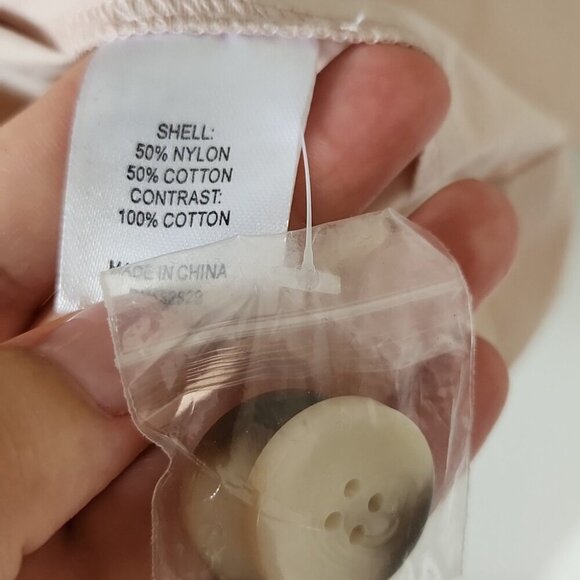 SHELL:
50% NYLON
50% COTTON
CONTRAST:
100% COTTON
MADE IN CHINA